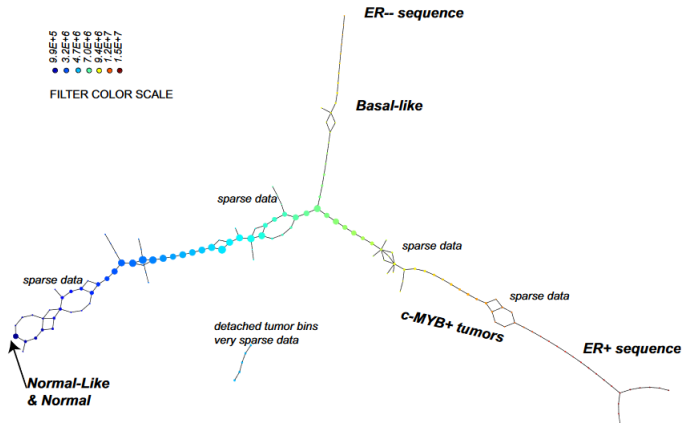 ER-- sequence
9.9E+5
3.2E+6
4.7E+6
7.0E+6
9.4E+6
1.2E+7
1.5E+7
FILTER COLOR SCALE
Basal-like
sparse data
sparse data
sparse data
sparse data
c-MYB+ tumors
detached tumor bins
very sparse data
ER+ sequence
Normal-Like
& Normal